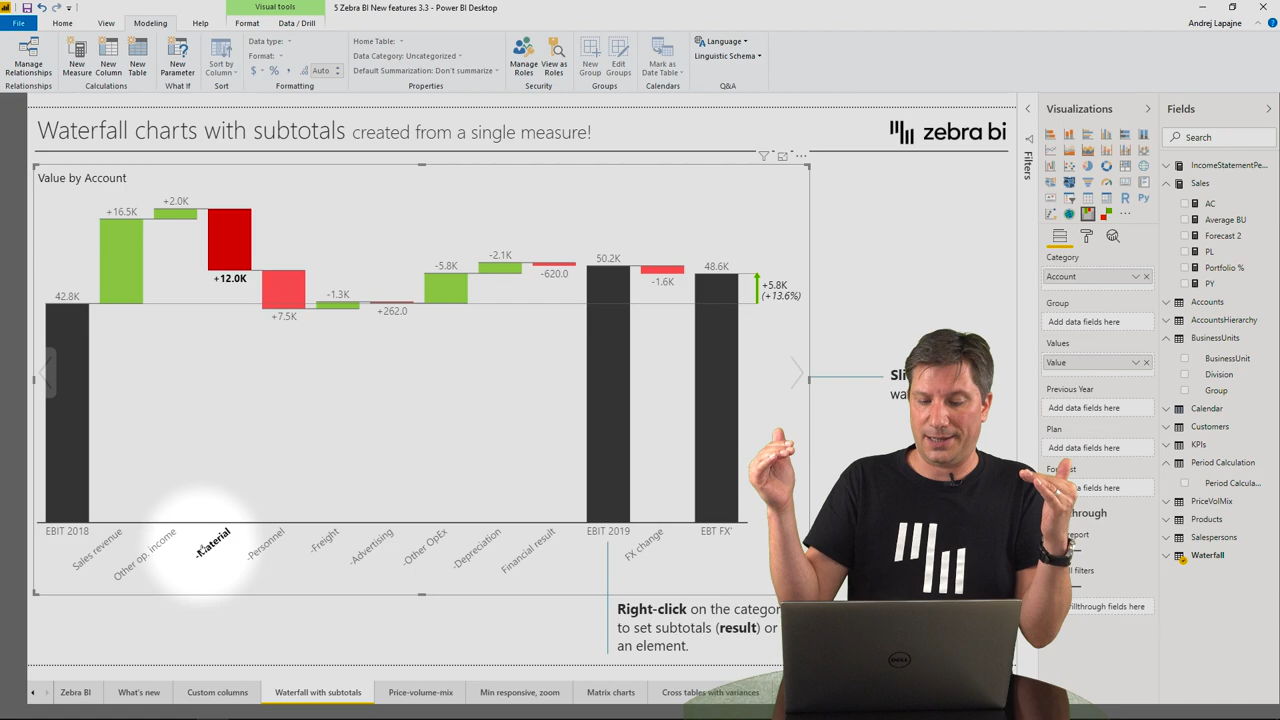 Visual tools
5 Zebra BI New features 3.3 - Power BI Desktop
File
Home
View
Modeling
Help
Format
Data / Drill
Andrej Lapajne
Manage Relationships
New Measure
New Column
New Table
New Parameter
Sort by Column
Data type:
Format:
$ % , Auto
Home Table:
Data Category: Uncategorized
Default Summarization: Don't summarize
Manage Roles
View as Roles
New Group
Edit Groups
Mark as Date Table
Language
Linguistic Schema
Relationships
Calculations
What If
Sort
Formatting
Properties
Security
Groups
Calendars
Q&A
Waterfall charts with subtotals created from a single measure!
zebra bi
Value by Account
42.8K
+16.5K
+2.0K
+12.0K
+7.5K
-1.3K
+262.0
-5.8K
-2.1K
-620.0
50.2K
-1.6K
48.6K
+5.8K
(+13.6%)
EBIT 2018
Sales revenue
Other op. income
-Material
-Personnel
-Freight
-Advertising
-Other OpEx
-Depreciation
Financial result
EBIT 2019
FX change
EBT FX'
Right-click on the
to set subtotals (result) or
an element.
Filters
Visualizations
Category
Account
Group
Add data fields here
Values
Value
Previous Year
Add data fields here
Plan
Add data fields here
Fields
Search
IncomeStatementPe...
Sales
AC
Average BU
Forecast 2
PL
Portfolio %
PY
Accounts
AccountsHierarchy
BusinessUnits
BusinessUnit
Division
Group
Calendar
Customers
KPIs
Period Calculation
Period Calcula...
PriceVolMix
Products
Salespersons
Waterfall
Zebra BI
What's new
Custom columns
Waterfall with subtotals
Price-volume-mix
Min responsive, zoom
Matrix charts
Cross tables with variances
DELL